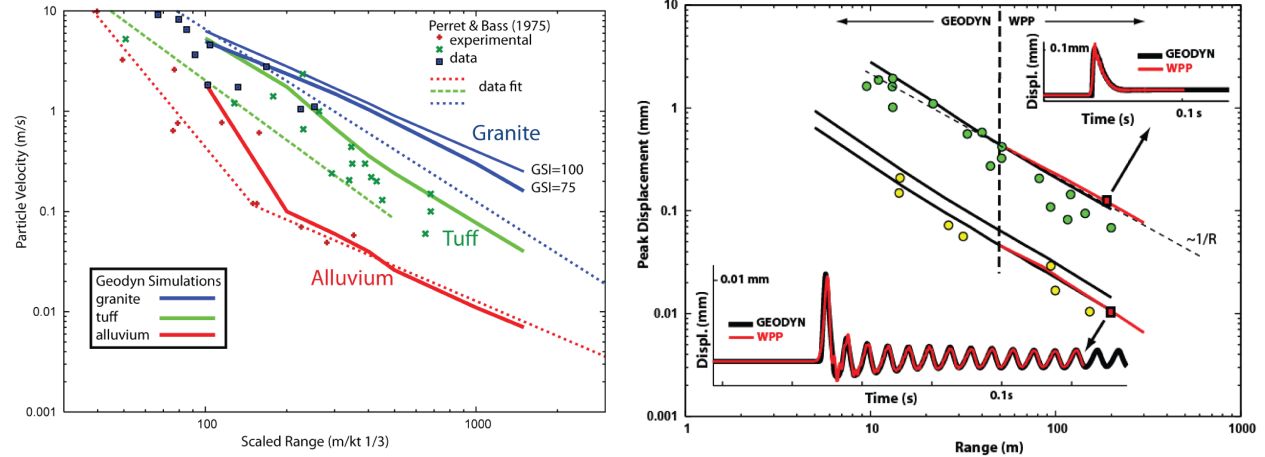 10
1
0.1
0.01
0.001
Particle Velocity (m/s)
100
1000
Scaled Range (m/kt 1/3)
Perret & Bass (1975)
experimental
data
data fit
Granite
GSI=100
GSI=75
Tuff
Alluvium
Geodyn Simulations
granite
tuff
alluvium
10
1
0.1
0.01
0.001
Peak Displacement (mm)
1
10
100
1000
Range (m)
GEODYN
WPP
0.1mm
Displ. (mm)
GEODYN
WPP
0.1 s
Time (s)
~1/R
0.01 mm
Displ. (mm)
GEODYN
WPP
Time (s)
0.1s